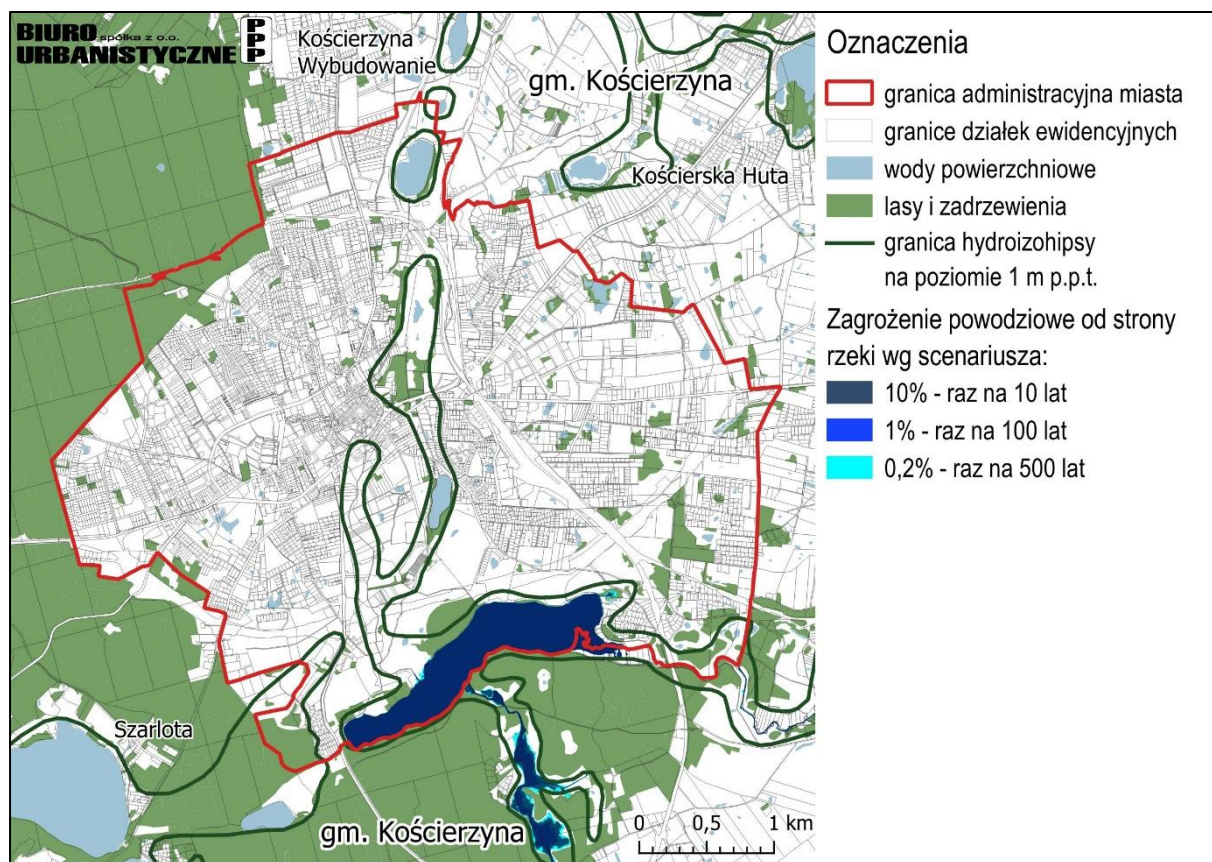 BIURO spółka z o.o.
URBANISTYCZNE
P
P
P
Kościerzyna
Wybudowanie
gm. Kościerzyna
Kościerska Huta
Szarlota
gm. Kościerzyna
0 0,5 1 km
Oznaczenia
granica administracyjna miasta
granice działek ewidencyjnych
wody powierzchniowe
lasy i zadrzewienia
granica hydroizohipsy
na poziomie 1 m p.p.t.
Zagrożenie powodziowe od strony
rzeki wg scenariusza:
10% - raz na 10 lat
1% - raz na 100 lat
0,2% - raz na 500 lat